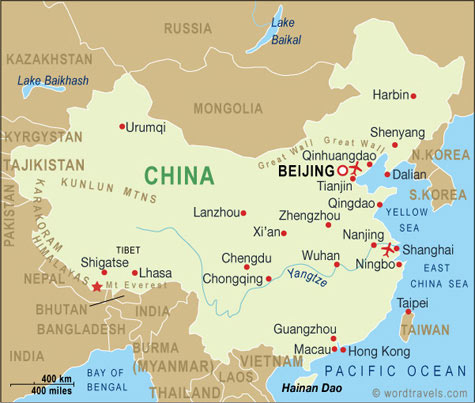 RUSSIA
Lake
Baikal
KAZAKHSTAN
Lake Baikhash
MONGOLIA
Harbin
Urumqi
Shenyang
KYRGYSTAN
Great Wall
Great Wall
N.KOREA
Qinhuangdao
TAJIKISTAN
BEIJING
Dalian
KUNLUN MTNS
CHINA
Tianjin
S.KOREA
PAKISTAN
KARAKORAM
Qingdao
Lanzhou
Zhengzhou
YELLOW
SEA
Xi'an
HIMALAYAS
TIBET
Nanjing
Shanghai
Shigatse
Lhasa
Chengdu
Wuhan
Ningbo
EAST
CHINA SEA
NEPAL
Mt Everest
Chongqing
Yangtze
BHUTAN
INDIA
Taipei
BANGLADESH
Guangzhou
TAIWAN
INDIA
BURMA
(MYANMAR)
Macau
Hong Kong
VIETNAM
LAOS
PACIFIC OCEAN
400 km
400 miles
BAY OF
BENGAL
THAILAND
Hainan Dao
© wordtravels.com